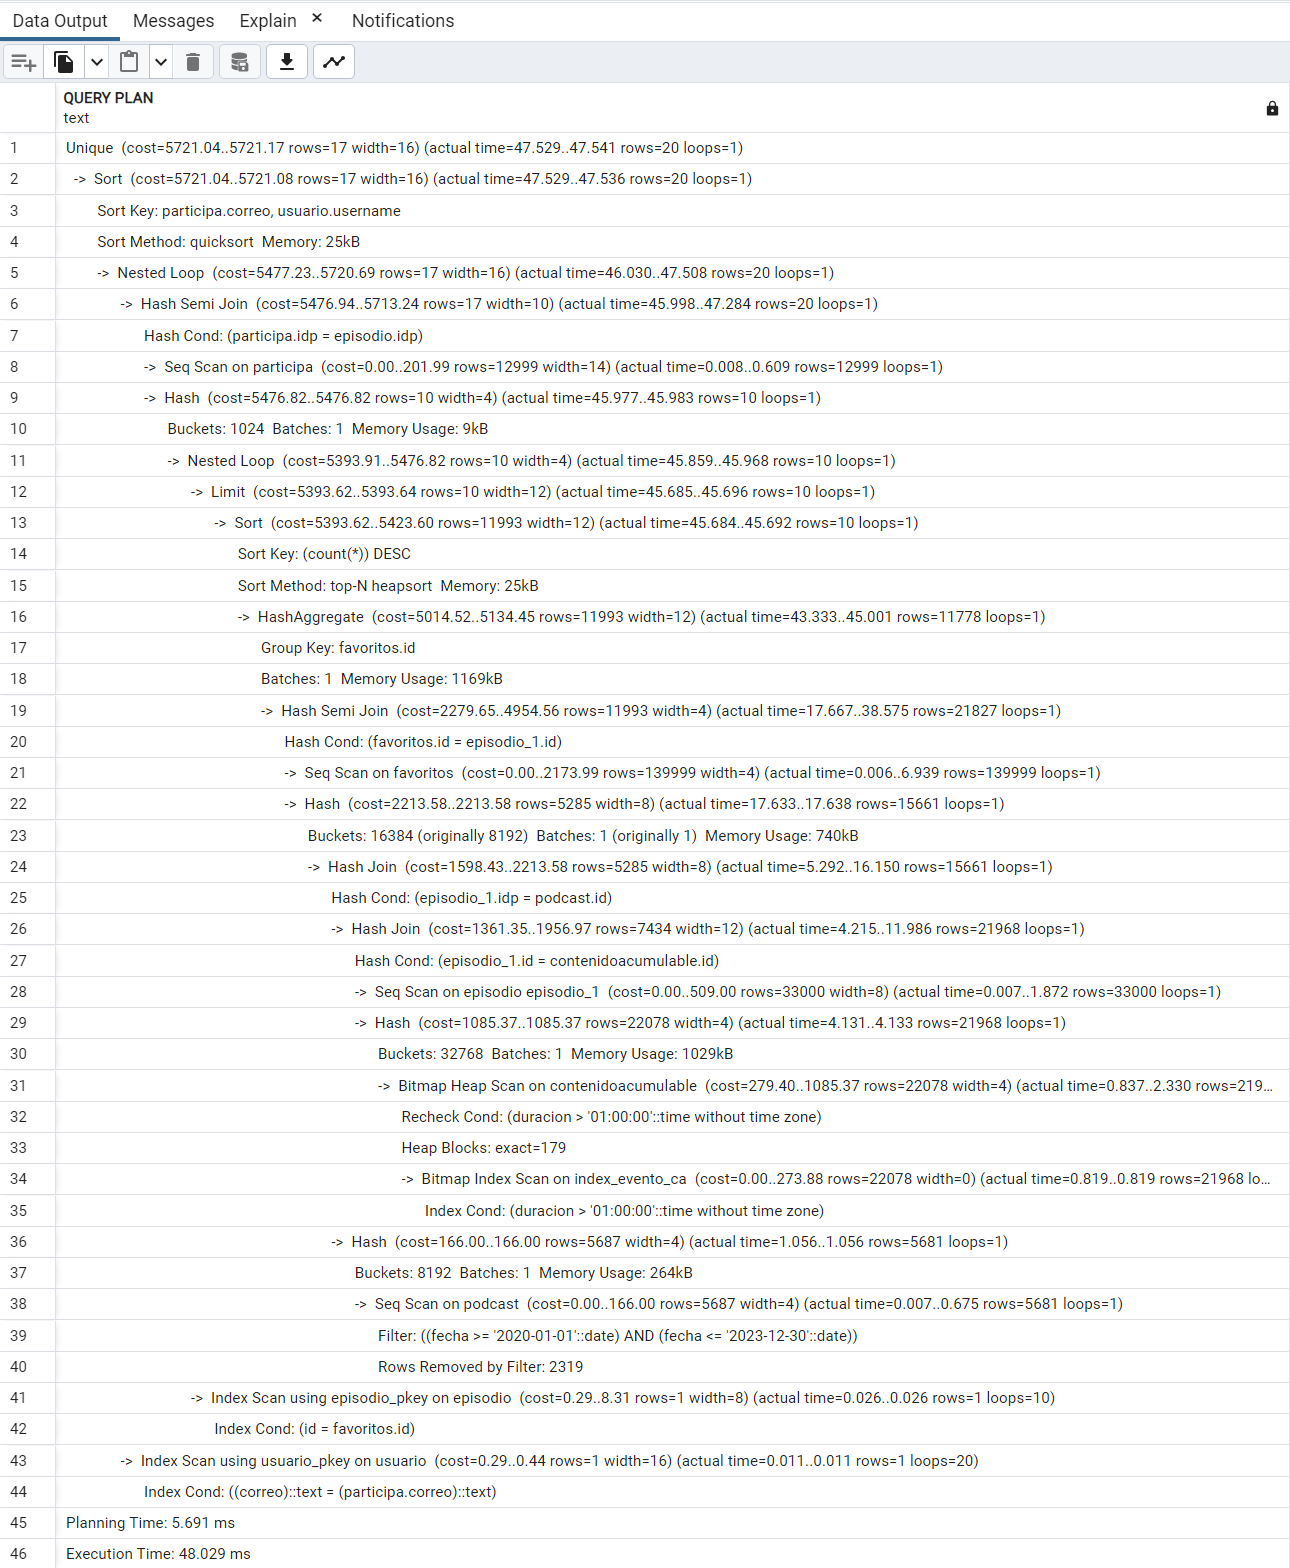 Data Output Messages Explain × Notifications
QUERY PLAN
text
1 Unique (cost=5721.04..5721.17 rows=17 width=16) (actual time=47.529..47.541 rows=20 loops=1)
2 -> Sort (cost=5721.04..5721.08 rows=17 width=16) (actual time=47.529..47.536 rows=20 loops=1)
3 Sort Key: participa.correo, usuario.username
4 Sort Method: quicksort Memory: 25kB
5 -> Nested Loop (cost=5477.23..5720.69 rows=17 width=16) (actual time=46.030..47.508 rows=20 loops=1)
6 -> Hash Semi Join (cost=5476.94..5713.24 rows=17 width=10) (actual time=45.998..47.284 rows=20 loops=1)
7 Hash Cond: (participa.idp = episodio.idp)
8 -> Seq Scan on participa (cost=0.00..201.99 rows=12999 width=14) (actual time=0.008..0.609 rows=12999 loops=1)
9 -> Hash (cost=5476.82..5476.82 rows=10 width=4) (actual time=45.977..45.983 rows=10 loops=1)
10 Buckets: 1024 Batches: 1 Memory Usage: 9kB
11 -> Nested Loop (cost=5393.91..5476.82 rows=10 width=4) (actual time=45.859..45.968 rows=10 loops=1)
12 -> Limit (cost=5393.62..5393.64 rows=10 width=12) (actual time=45.685..45.696 rows=10 loops=1)
13 -> Sort (cost=5393.62..5423.60 rows=11993 width=12) (actual time=45.684..45.692 rows=10 loops=1)
14 Sort Key: (count(*)) DESC
15 Sort Method: top-N heapsort Memory: 25kB
16 -> HashAggregate (cost=5014.52..5134.45 rows=11993 width=12) (actual time=43.333..45.001 rows=11778 loops=1)
17 Group Key: favoritos.id
18 Batches: 1 Memory Usage: 1169kB
19 -> Hash Semi Join (cost=2279.65..4954.56 rows=11993 width=4) (actual time=17.667..38.575 rows=21827 loops=1)
20 Hash Cond: (favoritos.id = episodio_1.id)
21 -> Seq Scan on favoritos (cost=0.00..2173.99 rows=139999 width=4) (actual time=0.006..6.939 rows=139999 loops=1)
22 -> Hash (cost=2213.58..2213.58 rows=5285 width=8) (actual time=17.633..17.638 rows=15661 loops=1)
23 Buckets: 16384 (originally 8192) Batches: 1 (originally 1) Memory Usage: 740kB
24 -> Hash Join (cost=1598.43..2213.58 rows=5285 width=8) (actual time=5.292..16.150 rows=15661 loops=1)
25 Hash Cond: (episodio_1.idp = podcast.id)
26 -> Hash Join (cost=1361.35..1956.97 rows=7434 width=12) (actual time=4.215..11.986 rows=21968 loops=1)
27 Hash Cond: (episodio_1.id = contenidoacumulable.id)
28 -> Seq Scan on episodio episodio_1 (cost=0.00..509.00 rows=33000 width=8) (actual time=0.007..1.872 rows=33000 loops=1)
29 -> Hash (cost=1085.37..1085.37 rows=22078 width=4) (actual time=4.131..4.133 rows=21968 loops=1)
30 Buckets: 32768 Batches: 1 Memory Usage: 1029kB
31 -> Bitmap Heap Scan on contenidoacumulable (cost=279.40..1085.37 rows=22078 width=4) (actual time=0.837..2.330 rows=219...
32 Recheck Cond: (duracion > '01:00:00'::time without time zone)
33 Heap Blocks: exact=179
34 -> Bitmap Index Scan on index_evento_ca (cost=0.00..273.88 rows=22078 width=0) (actual time=0.819..0.819 rows=21968 lo...
35 Index Cond: (duracion > '01:00:00'::time without time zone)
36 -> Hash (cost=166.00..166.00 rows=5687 width=4) (actual time=1.056..1.056 rows=5681 loops=1)
37 Buckets: 8192 Batches: 1 Memory Usage: 264kB
38 -> Seq Scan on podcast (cost=0.00..166.00 rows=5687 width=4) (actual time=0.007..0.675 rows=5681 loops=1)
39 Filter: ((fecha >= '2020-01-01'::date) AND (fecha <= '2023-12-30'::date))
40 Rows Removed by Filter: 2319
41 -> Index Scan using episodio_pkey on episodio (cost=0.29..8.31 rows=1 width=8) (actual time=0.026..0.026 rows=1 loops=10)
42 Index Cond: (id = favoritos.id)
43 -> Index Scan using usuario_pkey on usuario (cost=0.29..0.44 rows=1 width=16) (actual time=0.011..0.011 rows=1 loops=20)
44 Index Cond: ((correo)::text = (participa.correo)::text)
45 Planning Time: 5.691 ms
46 Execution Time: 48.029 ms